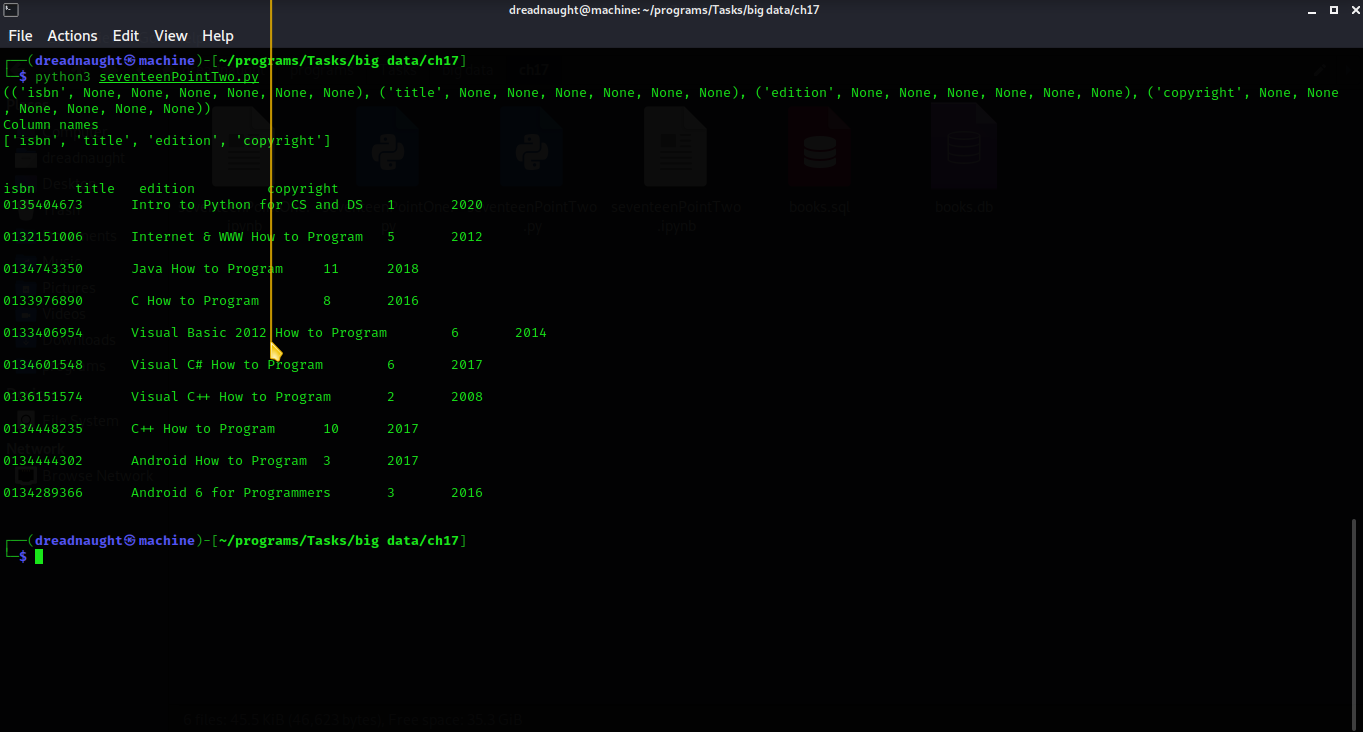 dreadnaught@machine: ~/programs/Tasks/big data/ch17
File Actions Edit View Help
┌──(dreadnaught㉿machine)-[~/programs/Tasks/big data/ch17]
└─$ python3 seventeenPointTwo.py
(('isbn', None, None, None, None, None, None), ('title', None, None, None, None, None, None), ('edition', None, None, None, None, None, None), ('copyright', None, None
, None, None, None, None))
Column names
['isbn', 'title', 'edition', 'copyright']
isbn title edition copyright
0135404673 Intro to Python for CS and DS 1 2020
0132151006 Internet & WWW How to Program 5 2012
0134743350 Java How to Program 11 2018
0133976890 C How to Program 8 2016
0133406954 Visual Basic 2012 How to Program 6 2014
0134601548 Visual C# How to Program 6 2017
0136151574 Visual C++ How to Program 2 2008
0134448235 C++ How to Program 10 2017
0134444302 Android How to Program 3 2017
0134289366 Android 6 for Programmers 3 2016
┌──(dreadnaught㉿machine)-[~/programs/Tasks/big data/ch17]
└─$